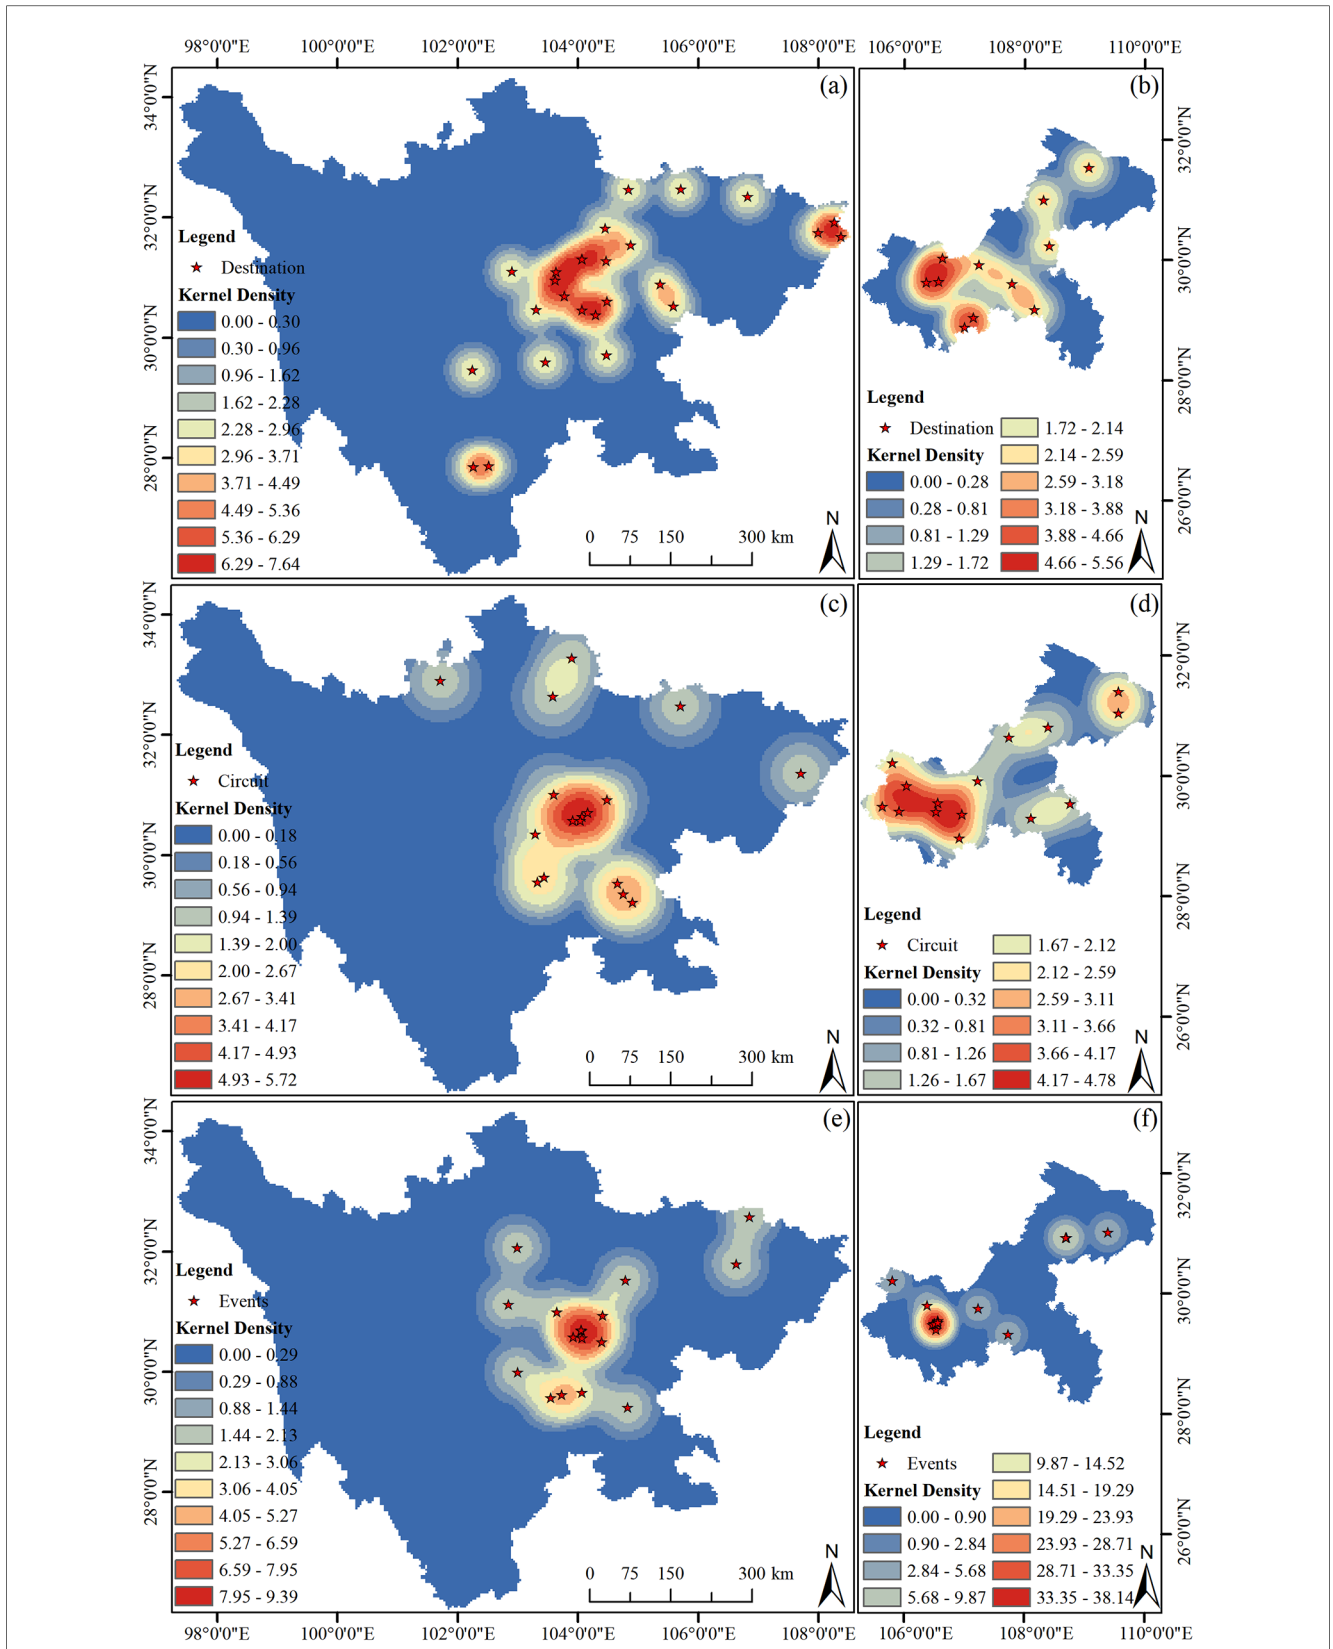 98°0'0"E 100°0'0"E 102°0'0"E 104°0'0"E 106°0'0"E 108°0'0"E 106°0'0"E 108°0'0"E 110°0'0"E
(a)
34°0'0"N
32°0'0"N
30°0'0"N
28°0'0"N
Legend
Destination
Kernel Density
0.00 - 0.30
0.30 - 0.96
0.96 - 1.62
1.62 - 2.28
2.28 - 2.96
2.96 - 3.71
3.71 - 4.49
4.49 - 5.36
5.36 - 6.29
6.29 - 7.64
0 75 150 300 km
N
(b)
32°0'0"N
30°0'0"N
28°0'0"N
26°0'0"N
Legend
Destination
Kernel Density
0.00 - 0.28
0.28 - 0.81
0.81 - 1.29
1.29 - 1.72
1.72 - 2.14
2.14 - 2.59
2.59 - 3.18
3.18 - 3.88
3.88 - 4.66
4.66 - 5.56
N
(c)
34°0'0"N
32°0'0"N
30°0'0"N
28°0'0"N
Legend
Circuit
Kernel Density
0.00 - 0.18
0.18 - 0.56
0.56 - 0.94
0.94 - 1.39
1.39 - 2.00
2.00 - 2.67
2.67 - 3.41
3.41 - 4.17
4.17 - 4.93
4.93 - 5.72
0 75 150 300 km
N
(d)
32°0'0"N
30°0'0"N
28°0'0"N
26°0'0"N
Legend
Circuit
Kernel Density
0.00 - 0.32
0.32 - 0.81
0.81 - 1.26
1.26 - 1.67
1.67 - 2.12
2.12 - 2.59
2.59 - 3.11
3.11 - 3.66
3.66 - 4.17
4.17 - 4.78
N
(e)
34°0'0"N
32°0'0"N
30°0'0"N
28°0'0"N
Legend
Events
Kernel Density
0.00 - 0.29
0.29 - 0.88
0.88 - 1.44
1.44 - 2.13
2.13 - 3.06
3.06 - 4.05
4.05 - 5.27
5.27 - 6.59
6.59 - 7.95
7.95 - 9.39
0 75 150 300 km
N
(f)
32°0'0"N
30°0'0"N
28°0'0"N
26°0'0"N
Legend
Events
Kernel Density
0.00 - 0.90
0.90 - 2.84
2.84 - 5.68
5.68 - 9.87
9.87 - 14.52
14.51 - 19.29
19.29 - 23.93
23.93 - 28.71
28.71 - 33.35
33.35 - 38.14
N
98°0'0"E 100°0'0"E 102°0'0"E 104°0'0"E 106°0'0"E 108°0'0"E 106°0'0"E 108°0'0"E 110°0'0"E